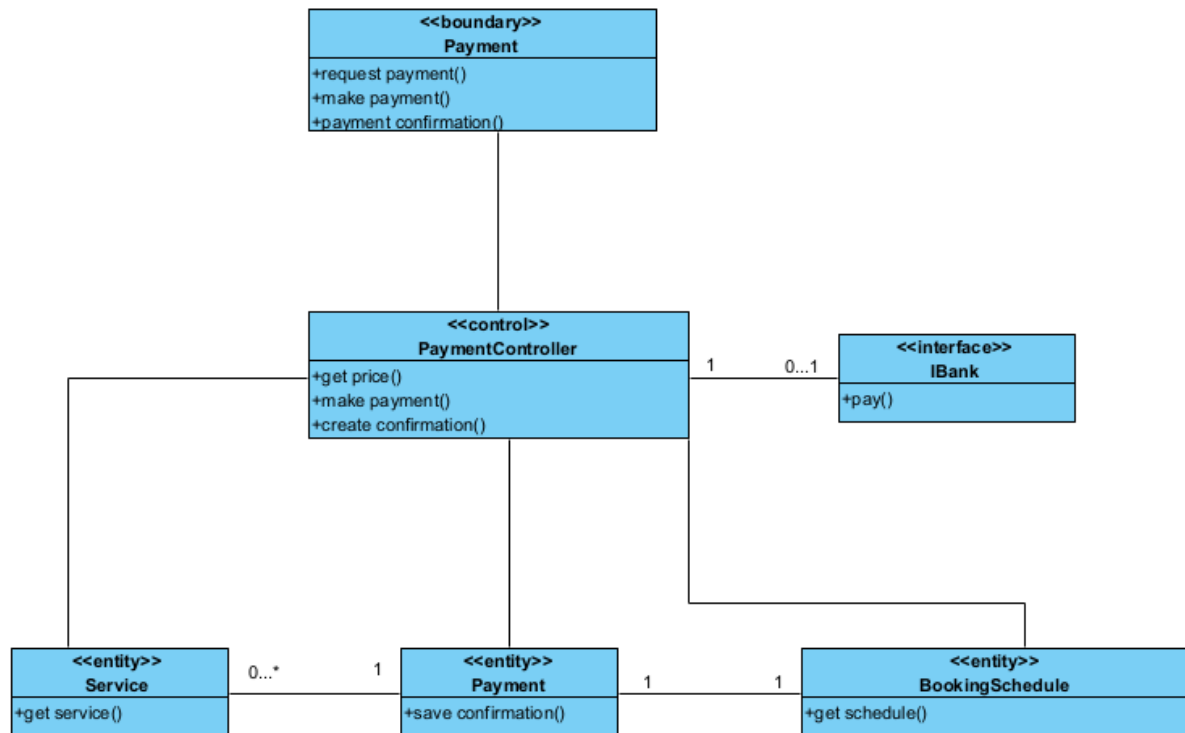 <<boundary>>
Payment
+request payment()
+make payment()
+payment confirmation()
<<control>>
PaymentController
+get price()
+make payment()
+create confirmation()
1
0...1
<<interface>>
IBank
+pay()
<<entity>>
Service
+get service()
0...*
1
<<entity>>
Payment
+save confirmation()
1
1
<<entity>>
BookingSchedule
+get schedule()